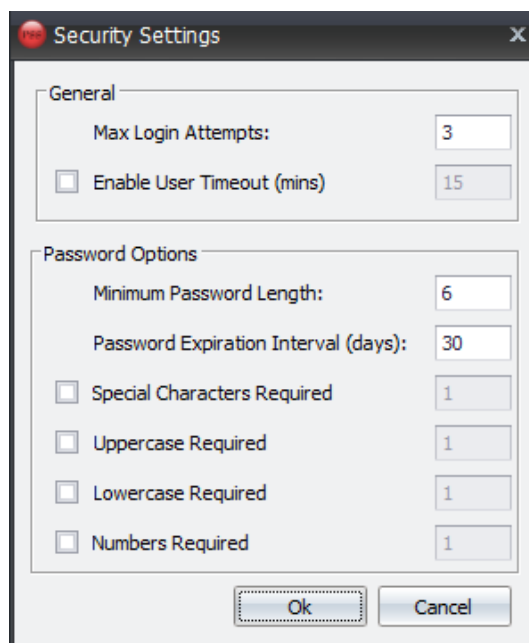 Security Settings x
General
Max Login Attempts: 3
Enable User Timeout (mins) 15
Password Options
Minimum Password Length: 6
Password Expiration Interval (days): 30
Special Characters Required 1
Uppercase Required 1
Lowercase Required 1
Numbers Required 1
Ok Cancel